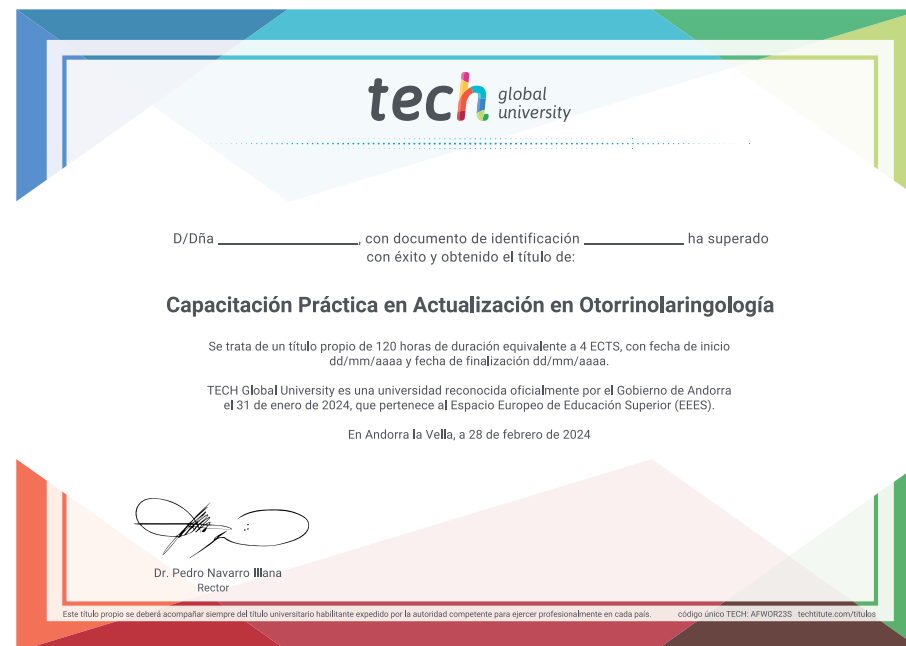 tech global university
D/Dña ________________, con documento de identificación ____________ ha superado
con éxito y obtenido el título de:
Capacitación Práctica en Actualización en Otorrinolaringología
Se trata de un título propio de 120 horas de duración equivalente a 4 ECTS, con fecha de inicio
dd/mm/aaaa y fecha de finalización dd/mm/aaaa.
TECH Global University es una universidad reconocida oficialmente por el Gobierno de Andorra
el 31 de enero de 2024, que pertenece al Espacio Europeo de Educación Superior (EEES).
En Andorra la Vella, a 28 de febrero de 2024
Dr. Pedro Navarro Illana
Rector
Este título propio se deberá acompañar siempre del título universitario habilitante expedido por la autoridad competente para ejercer profesionalmente en cada país. código único TECH: AFWOR23S techtitute.com/titulos